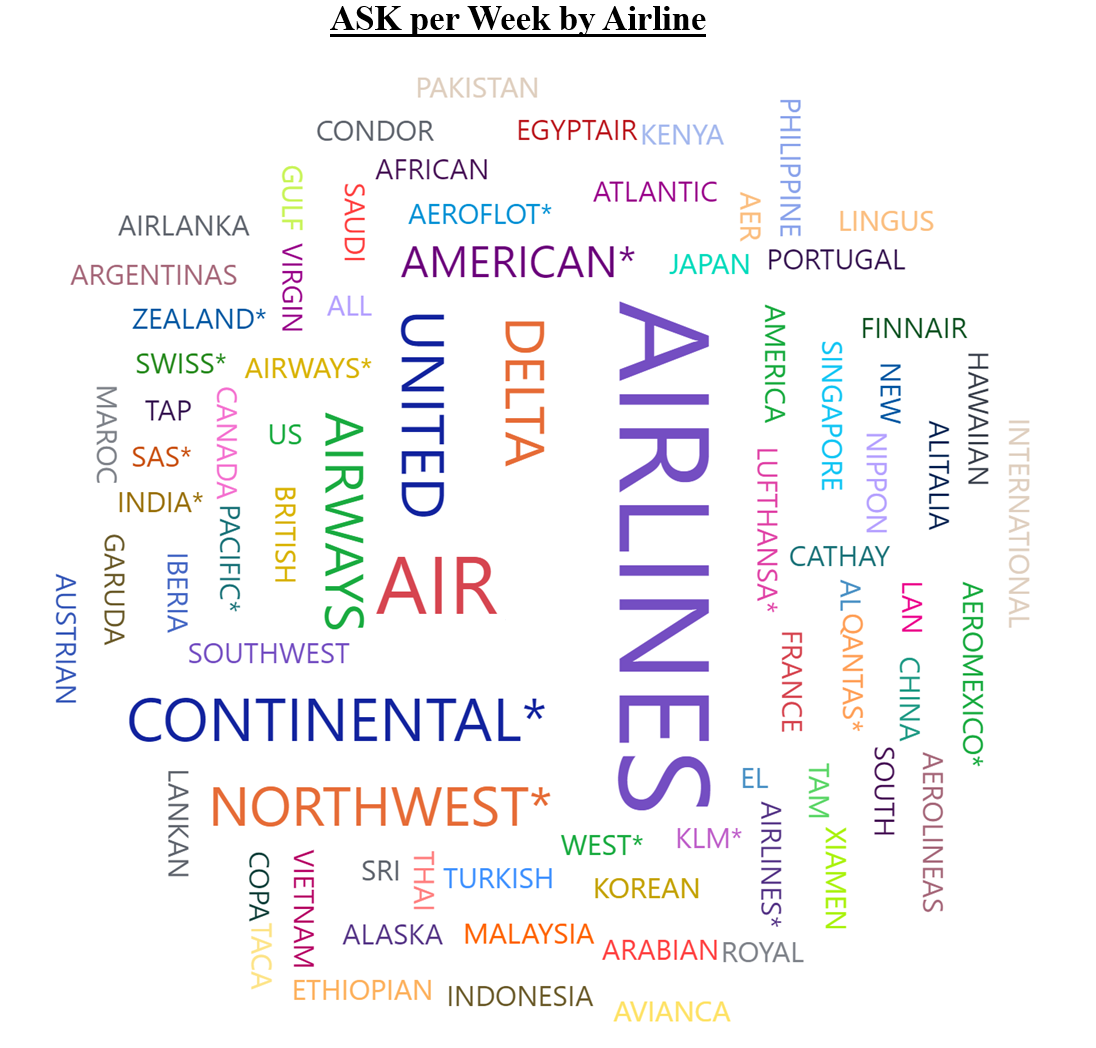 ASK per Week by Airline
PAKISTAN
CONDOR
EGYPTAIR
KENYA
PHILIPPINE
AFRICAN
GULF
SAUDI
ATLANTIC
AER
AIRLANKA
AEROFLOT*
LINGUS
VIRGIN
AMERICAN*
JAPAN
PORTUGAL
ARGENTINAS
ALL
ZEALAND*
UNITED
DELTA
AIRLINES
AMERICA
FINNAIR
SWISS*
AIRWAYS*
SINGAPORE
NEW
HAWAIIAN
MAROC
TAP
CANADA
US
AIRWAYS
LUFTHANSA*
NIPPON
ALITALIA
INTERNATIONAL
SAS*
INDIA*
PACIFIC*
BRITISH
GARUDA
IBERIA
AIR
CATHAY
AUSTRIAN
AL
QANTAS*
LAN
AEROMEXICO*
SOUTHWEST
FRANCE
CHINA
CONTINENTAL*
LANKAN
NORTHWEST*
EL
TAM
SOUTH
AEROLINEAS
WEST*
KLM*
AIRLINES*
XIAMEN
COPA
VIETNAM
SRI
THAI
TURKISH
KOREAN
TACA
ALASKA
MALAYSIA
ARABIAN
ROYAL
ETHIOPIAN
INDONESIA
AVIANCA